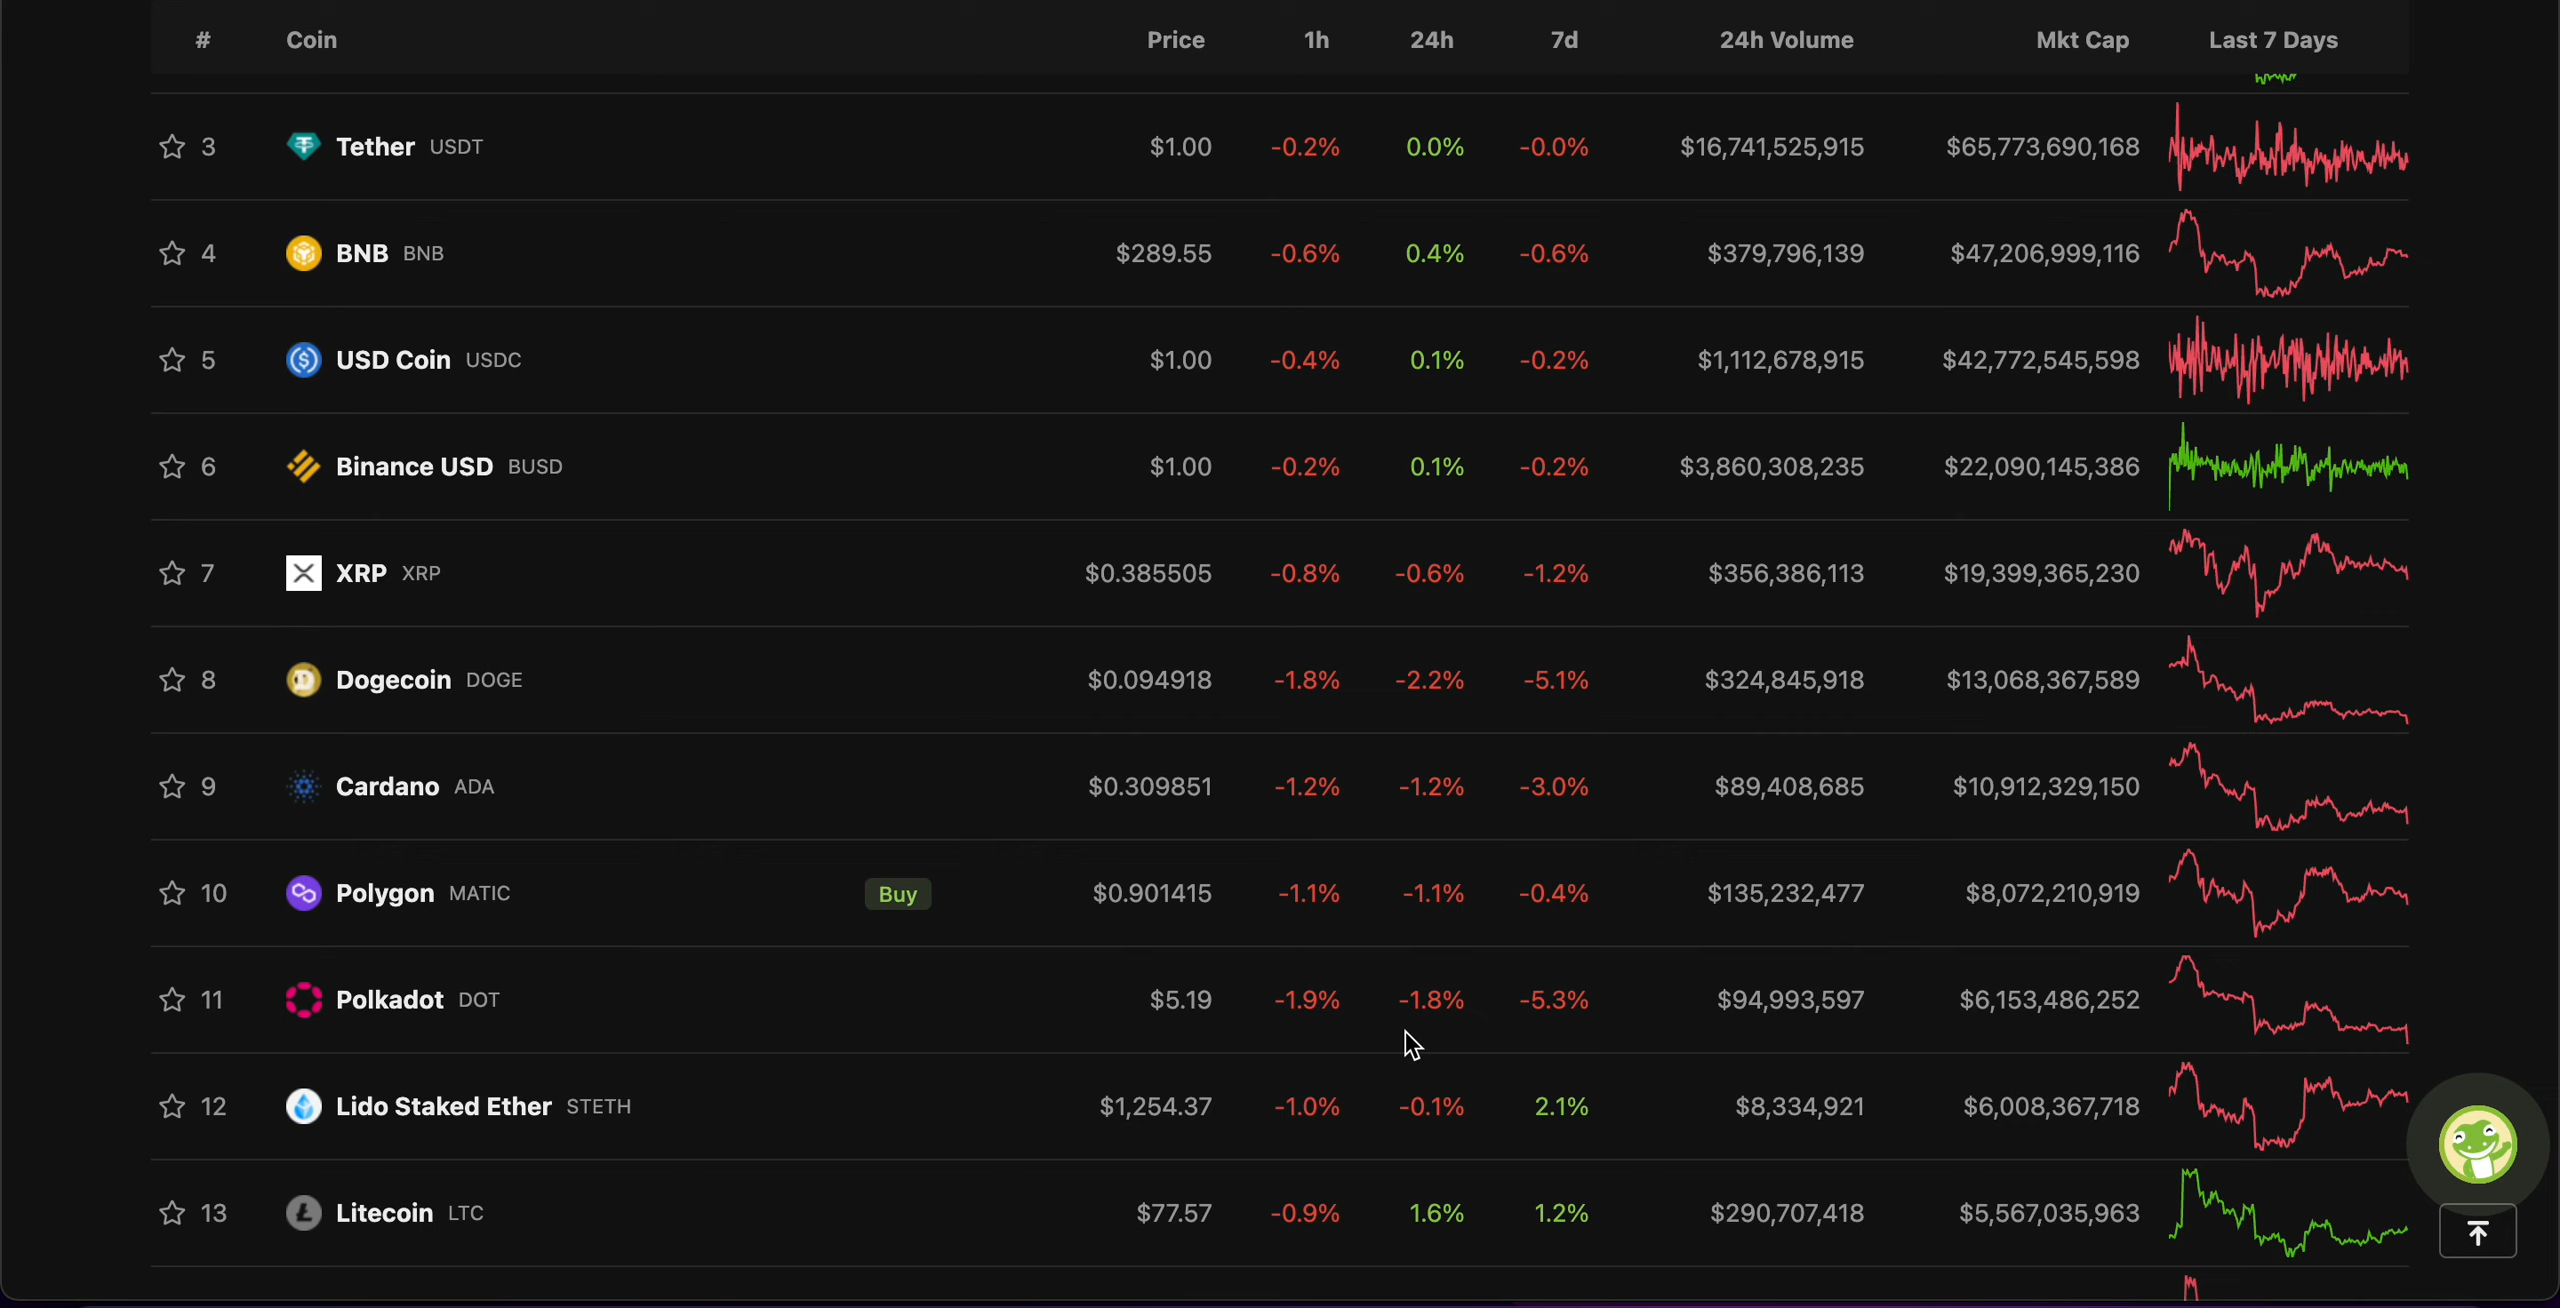 # Coin Price 1h 24h 7d 24h Volume Mkt Cap Last 7 Days
3 Tether USDT $1.00 -0.2% 0.0% -0.0% $16,741,525,915 $65,773,690,168
4 BNB BNB $289.55 -0.6% 0.4% -0.6% $379,796,139 $47,206,999,116
5 USD Coin USDC $1.00 -0.4% 0.1% -0.2% $1,112,678,915 $42,772,545,598
6 Binance USD BUSD $1.00 -0.2% 0.1% -0.2% $3,860,308,235 $22,090,145,386
7 XRP XRP $0.385505 -0.8% -0.6% -1.2% $356,386,113 $19,399,365,230
8 Dogecoin DOGE $0.094918 -1.8% -2.2% -5.1% $324,845,918 $13,068,367,589
9 Cardano ADA $0.309851 -1.2% -1.2% -3.0% $89,408,685 $10,912,329,150
10 Polygon MATIC Buy $0.901415 -1.1% -1.1% -0.4% $135,232,477 $8,072,210,919
11 Polkadot DOT $5.19 -1.9% -1.8% -5.3% $94,993,597 $6,153,486,252
12 Lido Staked Ether STETH $1,254.37 -1.0% -0.1% 2.1% $8,334,921 $6,008,367,718
13 Litecoin LTC $77.57 -0.9% 1.6% 1.2% $290,707,418 $5,567,035,963